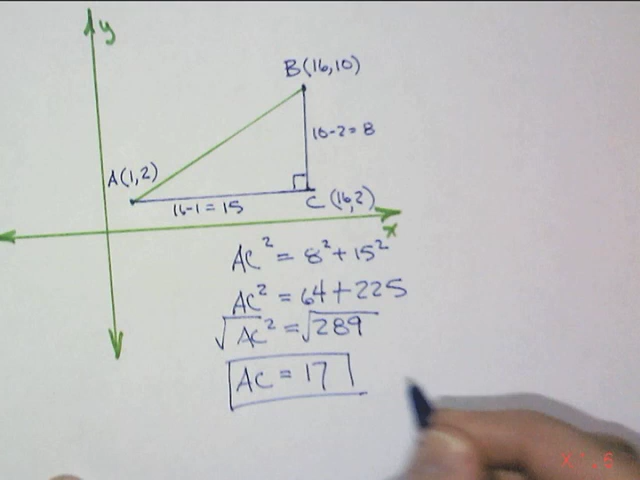 y
B(16,10)
10-2=8
A(1,2)
16-1=15
C(16,2)
x
AC² = 8² + 15²
AC² = 64+225
√AC² = √289
AC = 17